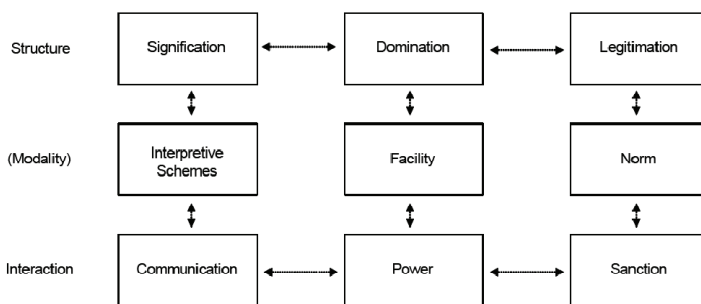 Structure
Signification
Domination
Legitimation
(Modality)
Interpretive
Schemes
Facility
Norm
Interaction
Communication
Power
Sanction